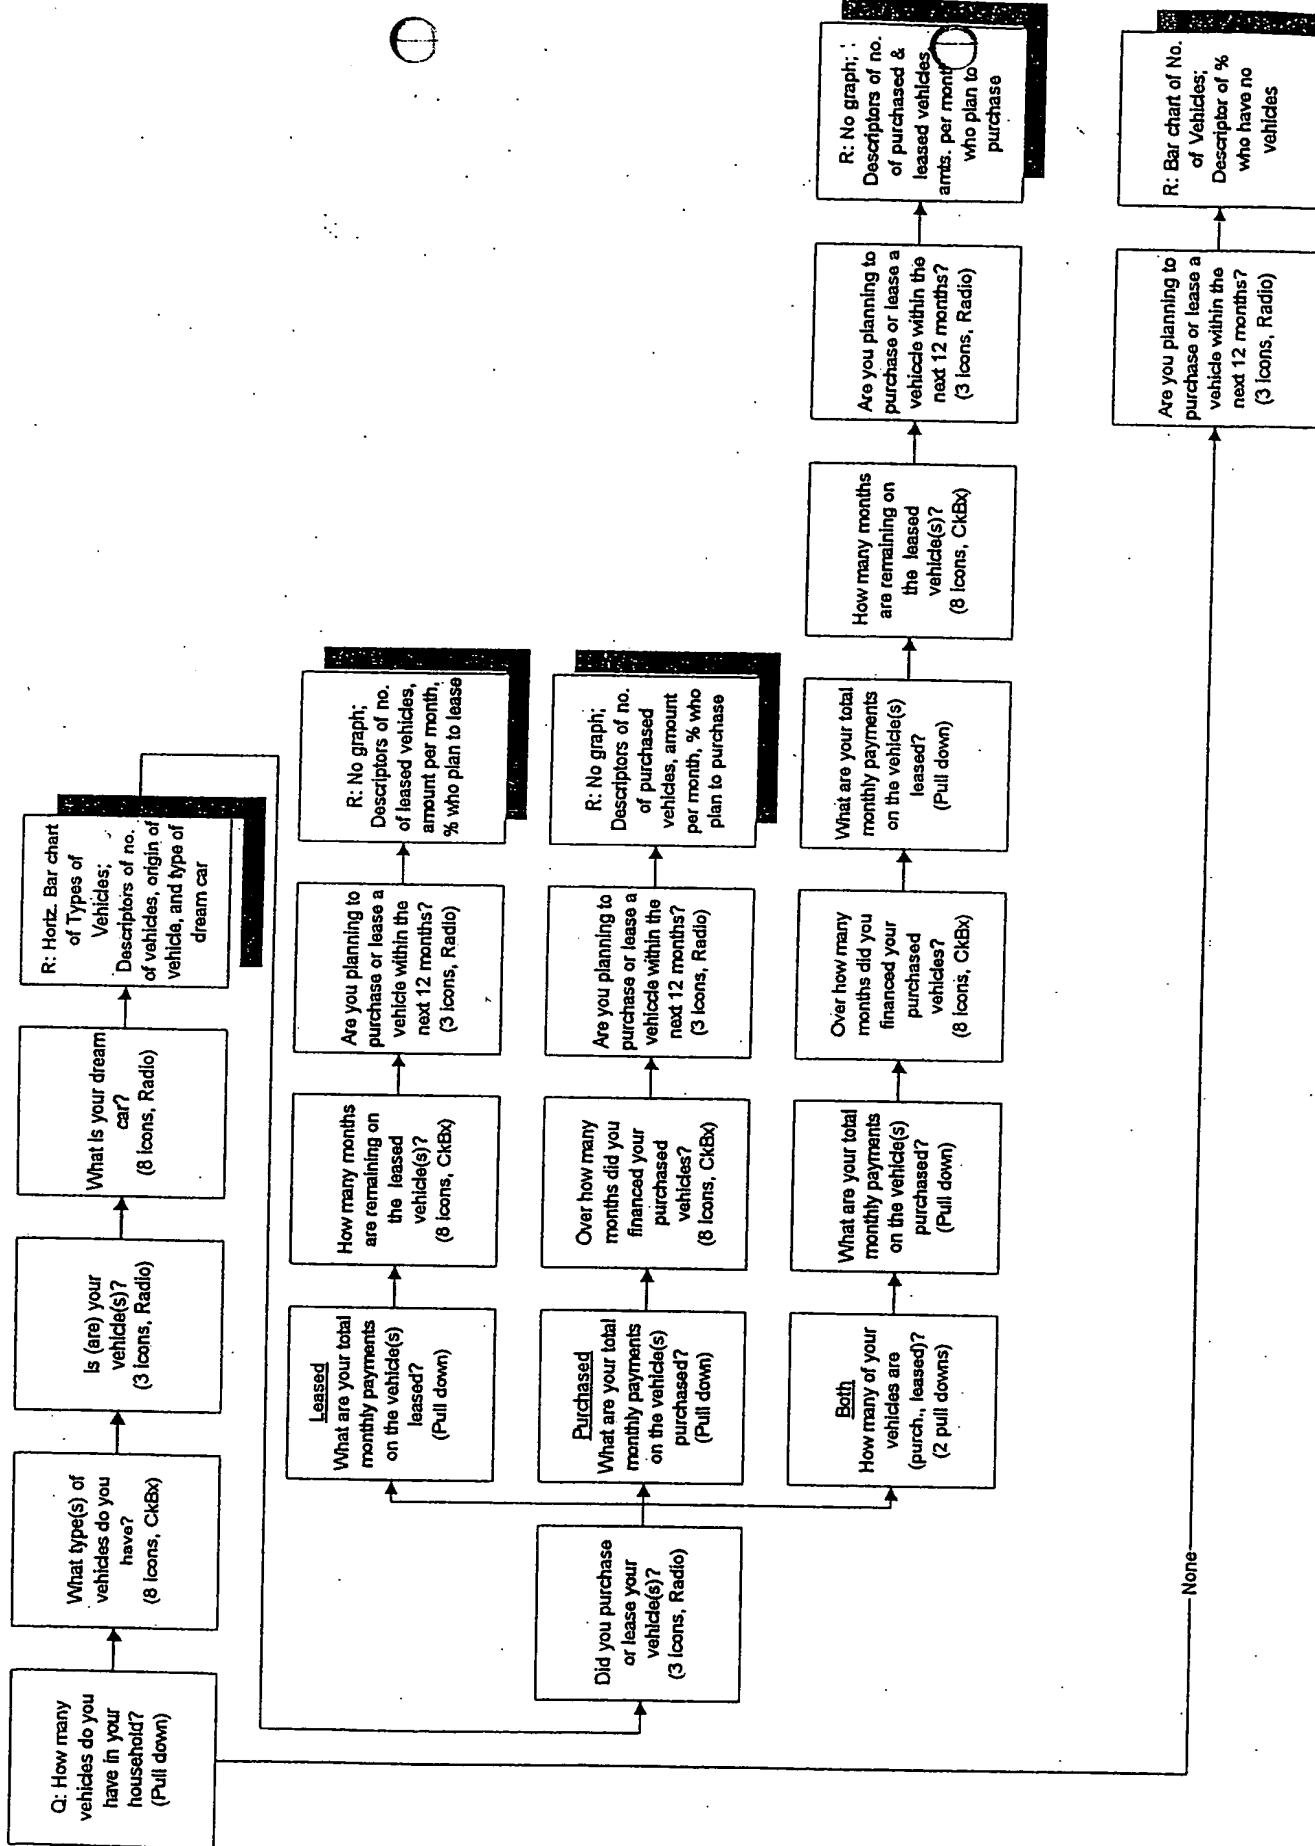 Q: How many
vehicles do you
have in your
household?
(Pull down)
What type(s) of
vehicles do you
have?
(8 icons, CkBx)
Is (are) your
vehicle(s)?
(3 icons, Radio)
What is your dream
car?
(8 icons, Radio)
R: Hortz. Bar chart
of Types of
Vehicles;
Descriptors of no.
of vehicles, origin of
vehicle, and type of
dream car
Did you purchase
or lease your
vehicle(s)?
(3 icons, Radio)
Leased
What are your total
monthly payments
on the vehicle(s)
leased?
(Pull down)
How many months
are remaining on
the leased
vehicle(s)?
(8 icons, CkBx)
Are you planning to
purchase or lease a
vehicle within the
next 12 months?
(3 icons, Radio)
R: No graph;
Descriptors of no.
of leased vehicles,
amount per month,
% who plan to lease
Purchased
What are your total
monthly payments
on the vehicle(s)
purchased?
(Pull down)
Over how many
months did you
financed your
purchased
vehicles?
(8 icons, CkBx)
Are you planning to
purchase or lease a
vehiccle within the
next 12 months?
(3 icons, Radio)
R: No graph;
Descriptors of no.
of purchased
vehicles, amount
per month, % who
plan to purchase
Both
How many of your
vehicles are
(purch., leased)?
(2 pull downs)
What are your total
monthly payments
on the vehicle(s)
purchased?
(Pull down)
Over how many
months did you
financed your
purchased
vehicles?
(8 icons, CkBx)
What are your total
monthly payments
on the vehicle(s)
leased?
(Pull down)
How many months
are remaining on
the leased
vehicle(s)?
(8 icons, CkBx)
Are you planning to
purchase or lease a
vehiccle within the
next 12 months?
(3 icons, Radio)
R: No graph;
Descriptors of no.
of purchased &
leased vehicles,
amts. per month
who plan to
purchase
None
Are you planning to
purchase or lease a
vehicle within the
next 12 months?
(3 icons, Radio)
R: Bar chart of No.
of Vehicles;
Descriptor of %
who have no
vehicles